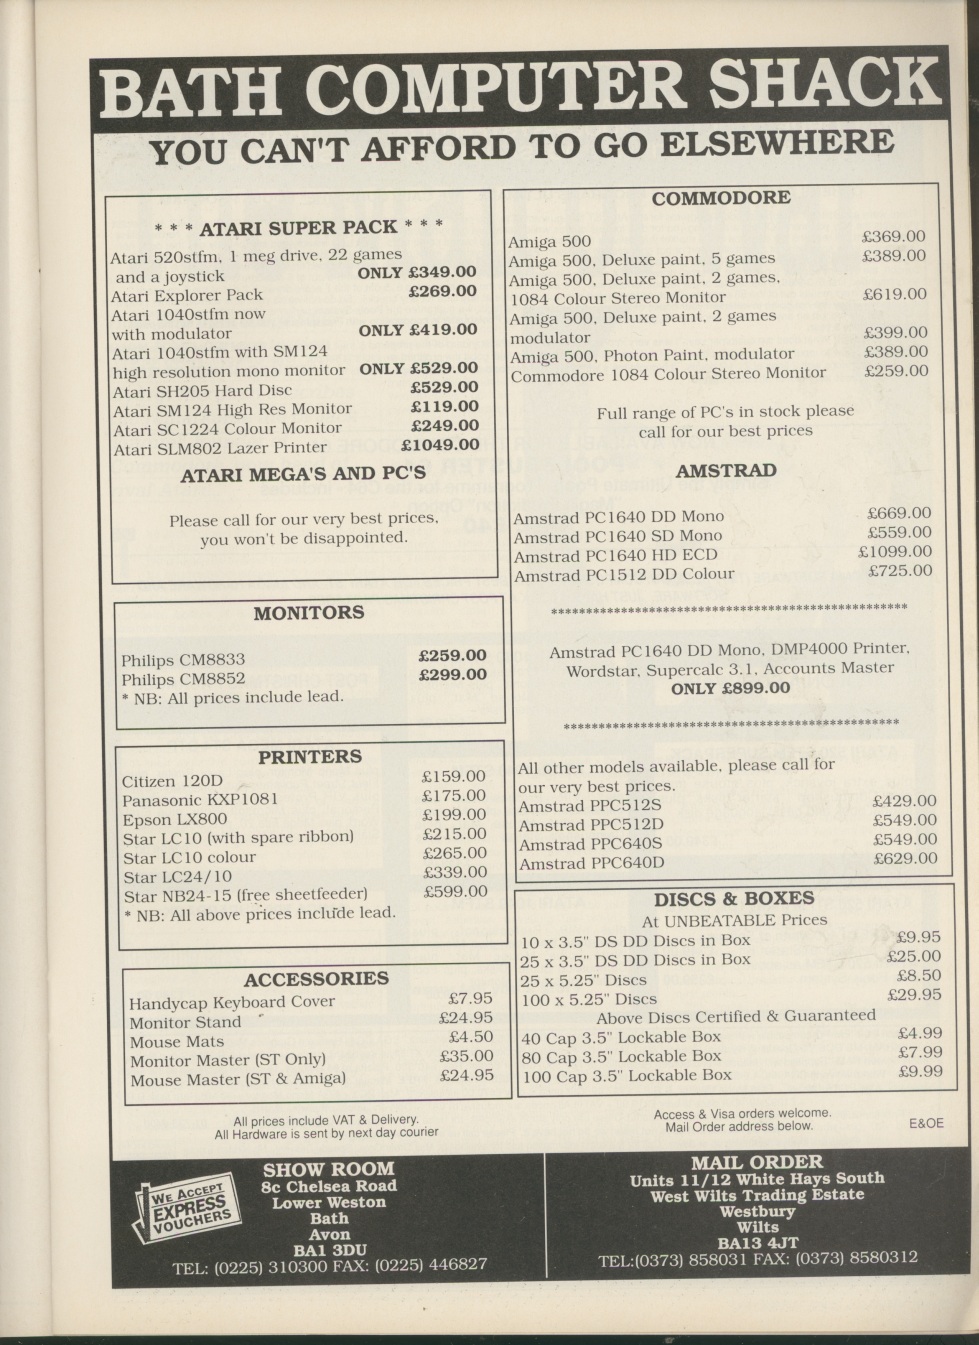 BATH COMPUTER SHACK
YOU CAN'T AFFORD TO GO ELSEWHERE
* * * ATARI SUPER PACK * * *
Atari 520stfm, 1 meg drive, 22 games
and a joystick ONLY £349.00
Atari Explorer Pack £269.00
Atari 1040stfm now
with modulator ONLY £419.00
Atari 1040stfm with SM124
high resolution mono monitor ONLY £529.00
Atari SH205 Hard Disc £529.00
Atari SM124 High Res Monitor £119.00
Atari SC1224 Colour Monitor £249.00
Atari SLM802 Lazer Printer £1049.00
ATARI MEGA'S AND PC'S
Please call for our very best prices,
you won't be disappointed.
MONITORS
Philips CM8833 £259.00
Philips CM8852 £299.00
* NB: All prices include lead.
PRINTERS
Citizen 120D £159.00
Panasonic KXP1081 £175.00
Epson LX800 £199.00
Star LC10 (with spare ribbon) £215.00
Star LC10 colour £265.00
Star LC24/10 £339.00
Star NB24-15 (free sheetfeeder) £599.00
* NB: All above prices include lead.
ACCESSORIES
Handycap Keyboard Cover £7.95
Monitor Stand £24.95
Mouse Mats £4.50
Monitor Master (ST Only) £35.00
Mouse Master (ST & Amiga) £24.95
All prices include VAT & Delivery.
All Hardware is sent by next day courier
COMMODORE
Amiga 500 £369.00
Amiga 500, Deluxe paint, 5 games £389.00
Amiga 500, Deluxe paint, 2 games,
1084 Colour Stereo Monitor £619.00
Amiga 500, Deluxe paint, 2 games
modulator £399.00
Amiga 500, Photon Paint, modulator £389.00
Commodore 1084 Colour Stereo Monitor £259.00
Full range of PC's in stock please
call for our best prices
AMSTRAD
Amstrad PC1640 DD Mono £669.00
Amstrad PC1640 SD Mono £559.00
Amstrad PC1640 HD ECD £1099.00
Amstrad PC1512 DD Colour £725.00
***************************************************
Amstrad PC1640 DD Mono, DMP4000 Printer,
Wordstar, Supercalc 3.1, Accounts Master
ONLY £899.00
************************************************
All other models available, please call for
our very best prices.
Amstrad PPC512S £429.00
Amstrad PPC512D £549.00
Amstrad PPC640S £549.00
Amstrad PPC640D £629.00
DISCS & BOXES
At UNBEATABLE Prices
10 x 3.5" DS DD Discs in Box £9.95
25 x 3.5" DS DD Discs in Box £25.00
25 x 5.25" Discs £8.50
100 x 5.25" Discs £29.95
Above Discs Certified & Guaranteed
40 Cap 3.5" Lockable Box £4.99
80 Cap 3.5" Lockable Box £7.99
100 Cap 3.5" Lockable Box £9.99
Access & Visa orders welcome.
Mail Order address below.
E&OE
WE ACCEPT
EXPRESS
VOUCHERS
SHOW ROOM
8c Chelsea Road
Lower Weston
Bath
Avon
BA1 3DU
TEL: (0225) 310300 FAX: (0225) 446827
MAIL ORDER
Units 11/12 White Hays South
West Wilts Trading Estate
Westbury
Wilts
BA13 4JT
TEL:(0373) 858031 FAX: (0373) 8580312